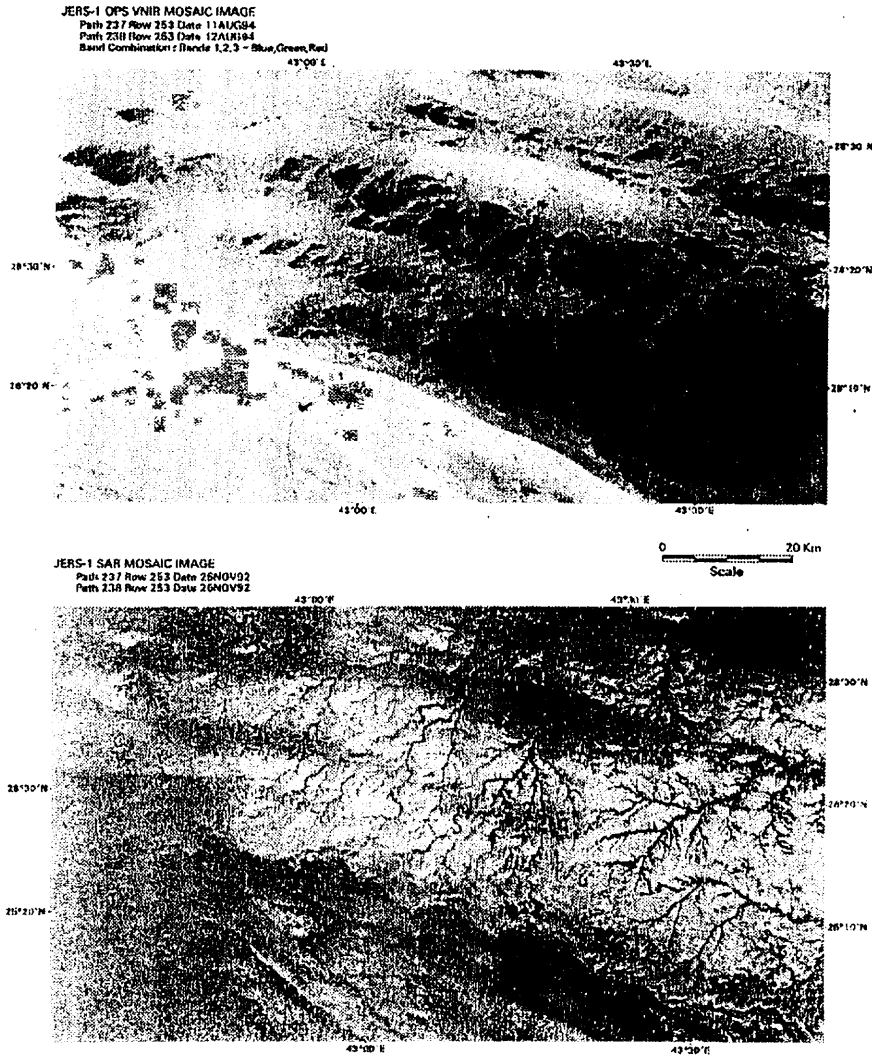 JERS-1 OPS VNIR MOSAIC IMAGE
Path 237 Row 253 Date 11AUG94
Path 238 Row 253 Date 12AUG94
Band Combination : Bands 1,2,3 = Blue,Green,Red
43°00'E 43°30'E
28°30'N
28°30'N 28°20'N
28°20'N 28°10'N
43°00'E 43°30'E
0 20 Km
Scale
JERS-1 SAR MOSAIC IMAGE
Path 237 Row 253 Date 26NOV92
Path 238 Row 253 Date 26NOV92
43°00'E 43°30'E
28°30'N
28°30'N 28°20'N
43°00'E 43°30'E